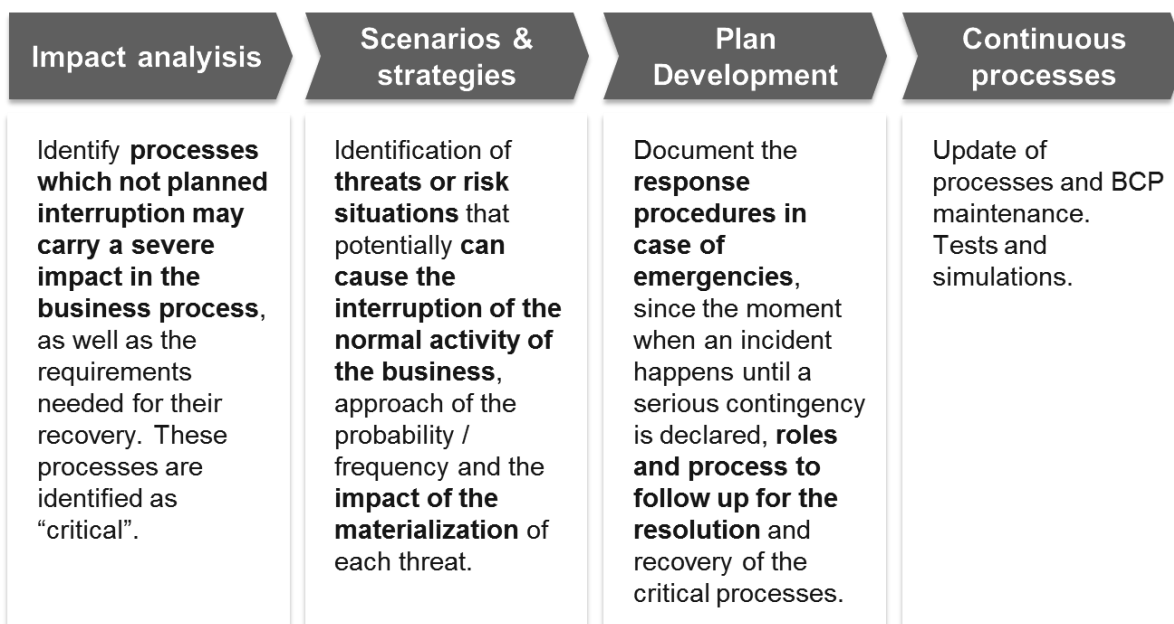 Impact analyisis
Identify processes
which not planned
interruption may
carry a severe
impact in the
business process,
as well as the
requirements
needed for their
recovery. These
processes are
identified as
“critical”.
Scenarios &
strategies
Identification of
threats or risk
situations that
potentially can
cause the
interruption of the
normal activity of
the business,
approach of the
probability /
frequency and the
impact of the
materialization of
each threat.
Plan
Development
Document the
response
procedures in
case of
emergencies,
since the moment
when an incident
happens until a
serious contingency
is declared, roles
and process to
follow up for the
resolution and
recovery of the
critical processes.
Continuous
processes
Update of
processes and BCP
maintenance.
Tests and
simulations.